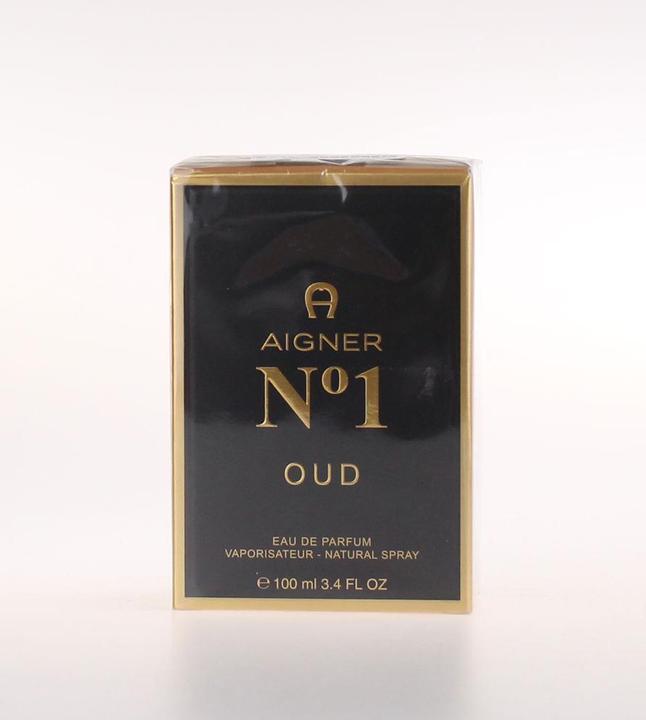 A
AIGNER
Nº1
OUD
EAU DE PARFUM
VAPORISATEUR - NATURAL SPRAY
℮ 100 ml 3.4 FL OZ